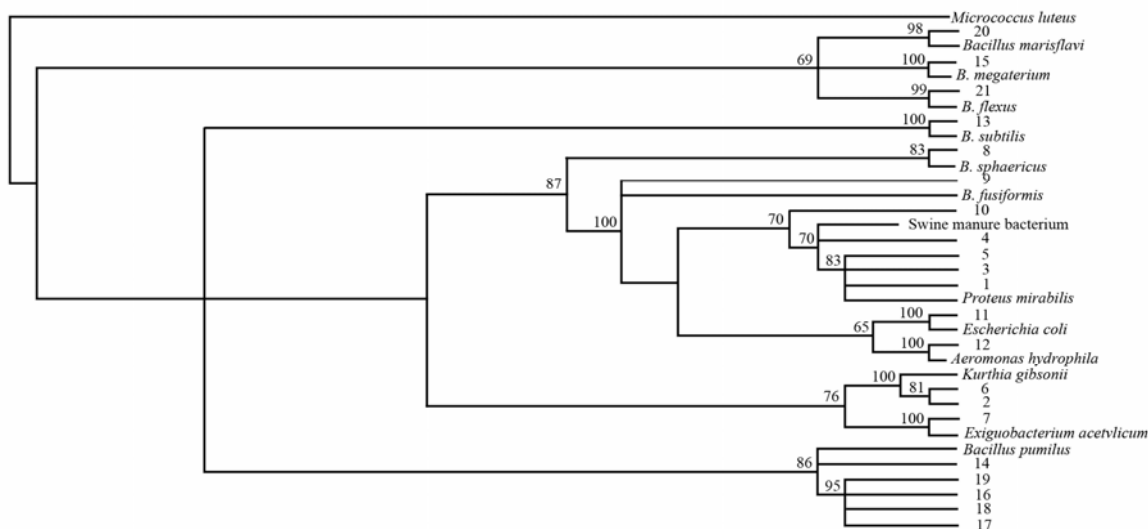 Micrococcus luteus
98 20
Bacillus marisflavi
69 100 15
B. megaterium
99 21
B. flexus
100 13
B. subtilis
83 8
B. sphaericus
87 9
B. fusiformis
100 70 10
Swine manure bacterium
70 4
83 5
3
1
Proteus mirabilis
100 11
65 Escherichia coli
100 12
Aeromonas hydrophila
100 Kurthia gibsonii
76 81 6
2
100 7
Exiguobacterium acetvlicum
Bacillus pumilus
86 14
95 19
16
18
17